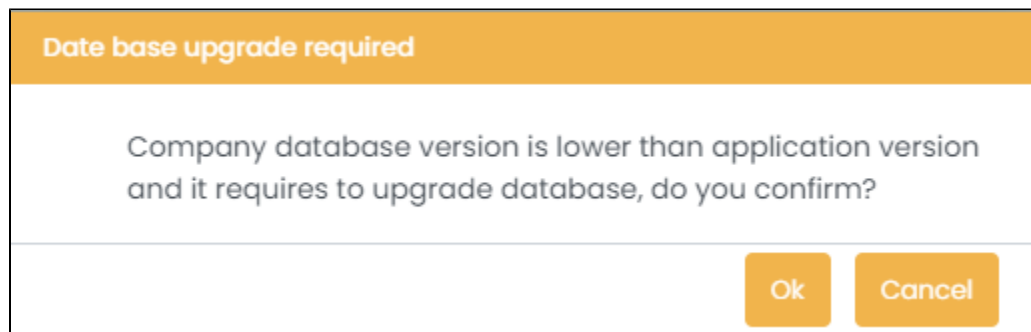 Date base upgrade required
Company database version is lower than application version
and it requires to upgrade database, do you confirm?
Ok
Cancel